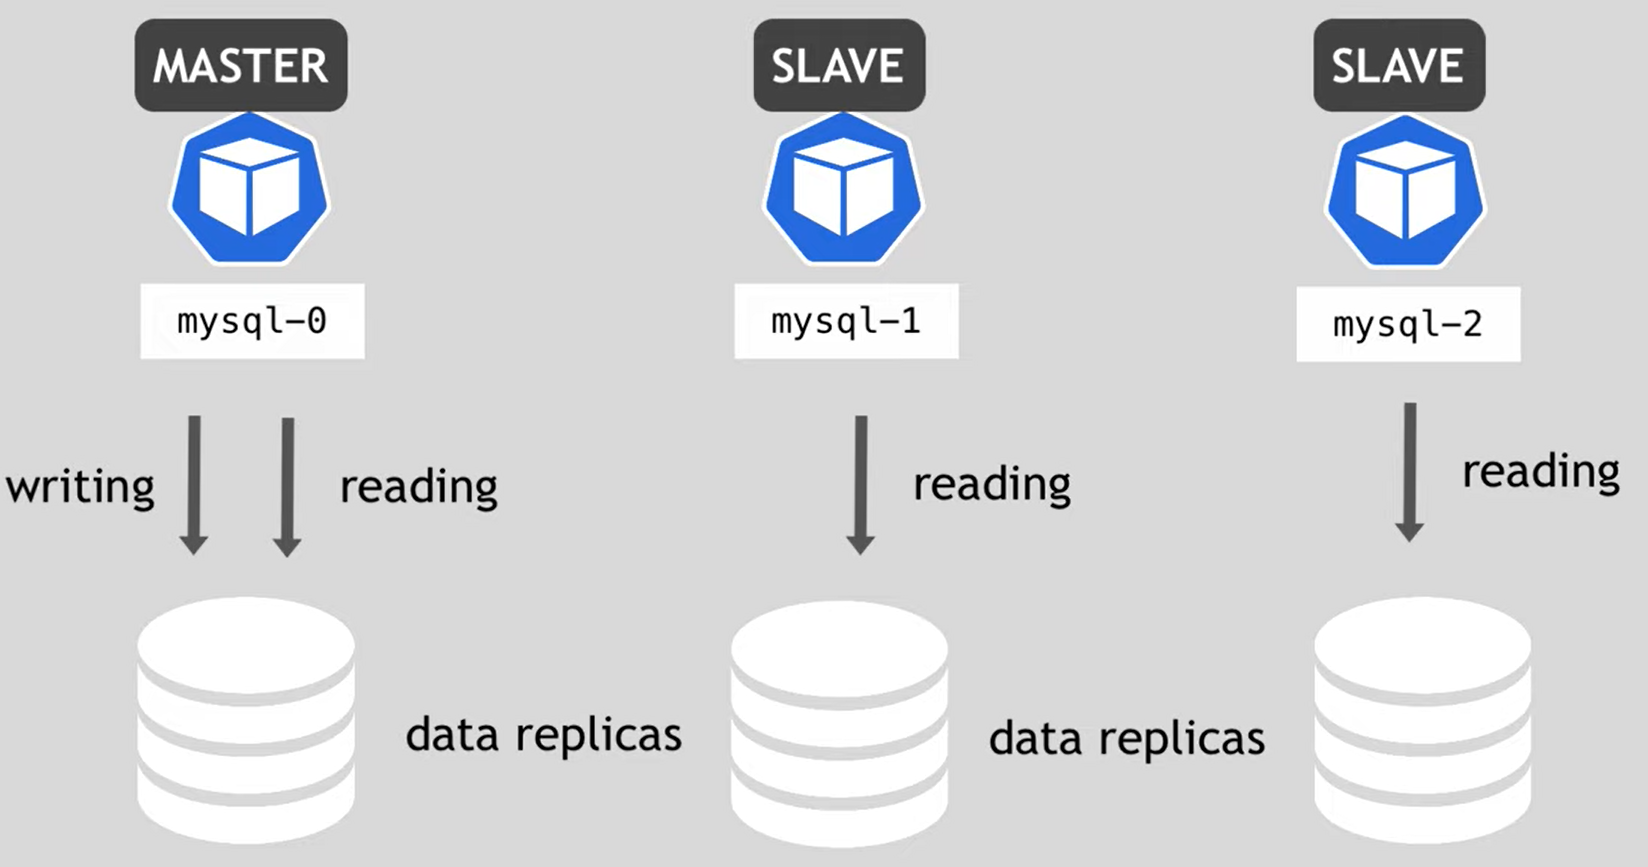 MASTER
SLAVE
SLAVE
mysql-0
mysql-1
mysql-2
writing
reading
reading
reading
data replicas
data replicas